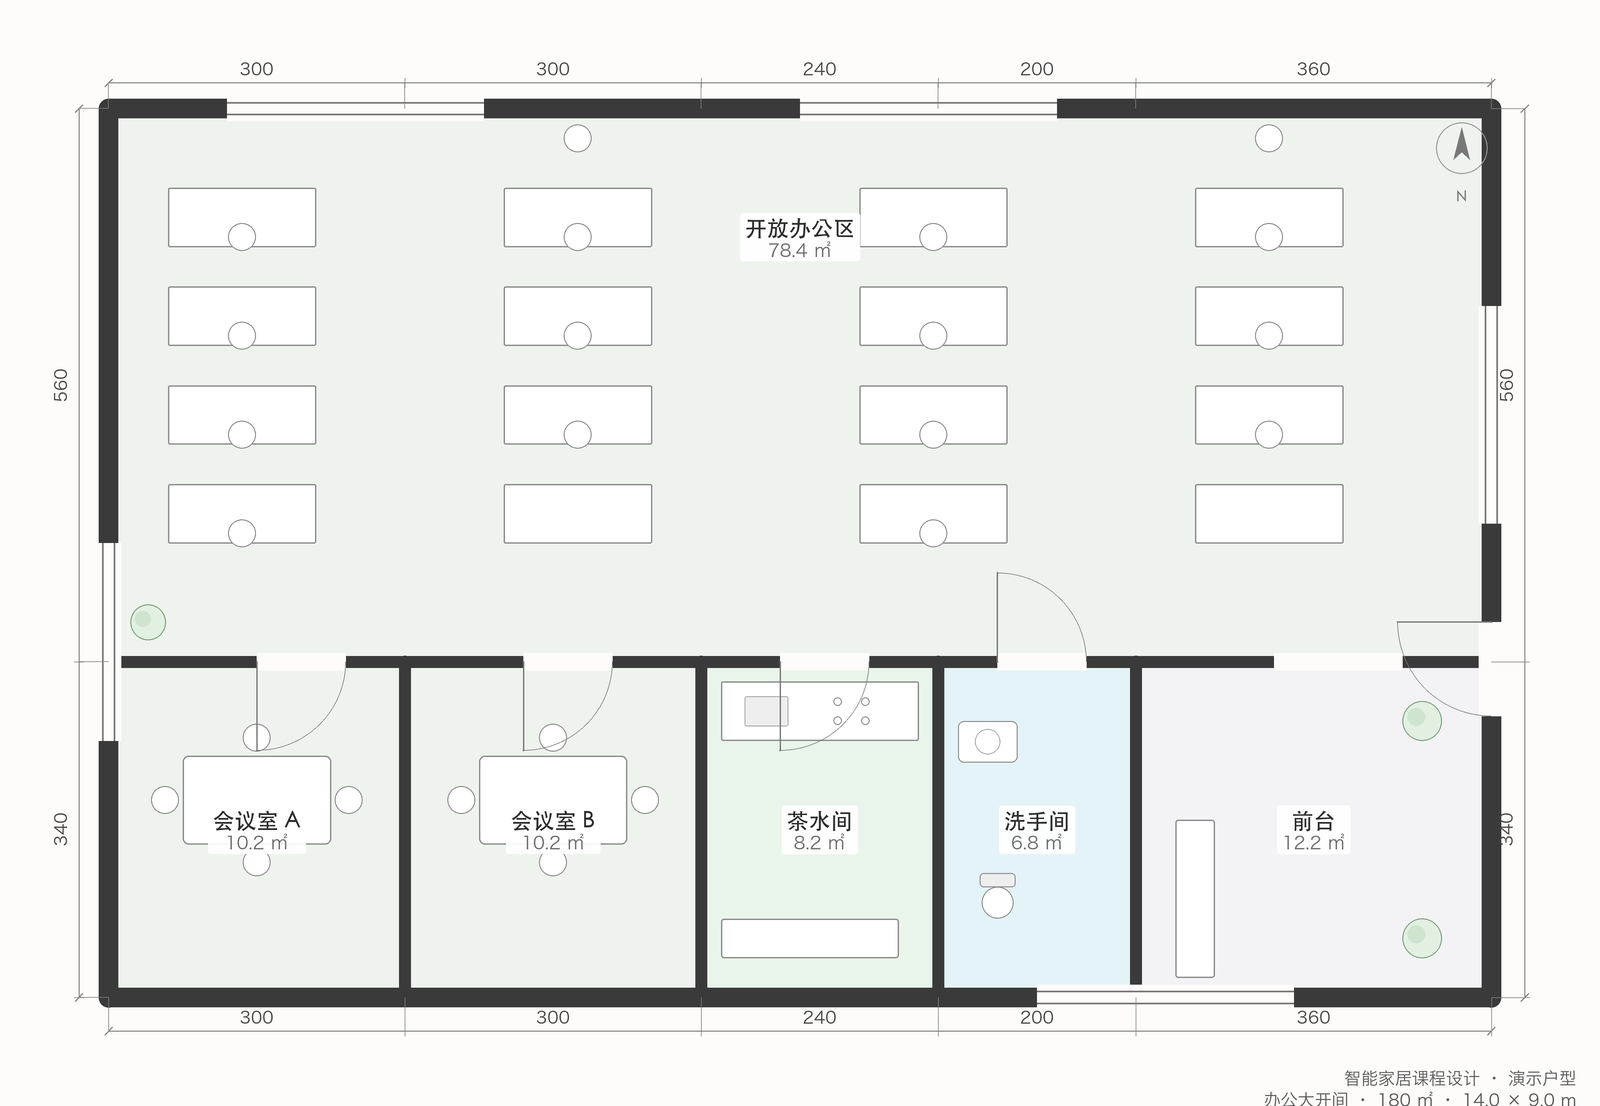 300 300 240 200 360
N
开放办公区
78.4 ㎡
560 560
会议室 A
10.2 ㎡
会议室 B
10.2 ㎡
茶水间
8.2 ㎡
洗手间
6.8 ㎡
前台
12.2 ㎡
340 340
300 300 240 200 360
智能家居课程设计 · 演示户型
办公大开间 · 180 ㎡ · 14.0 × 9.0 m